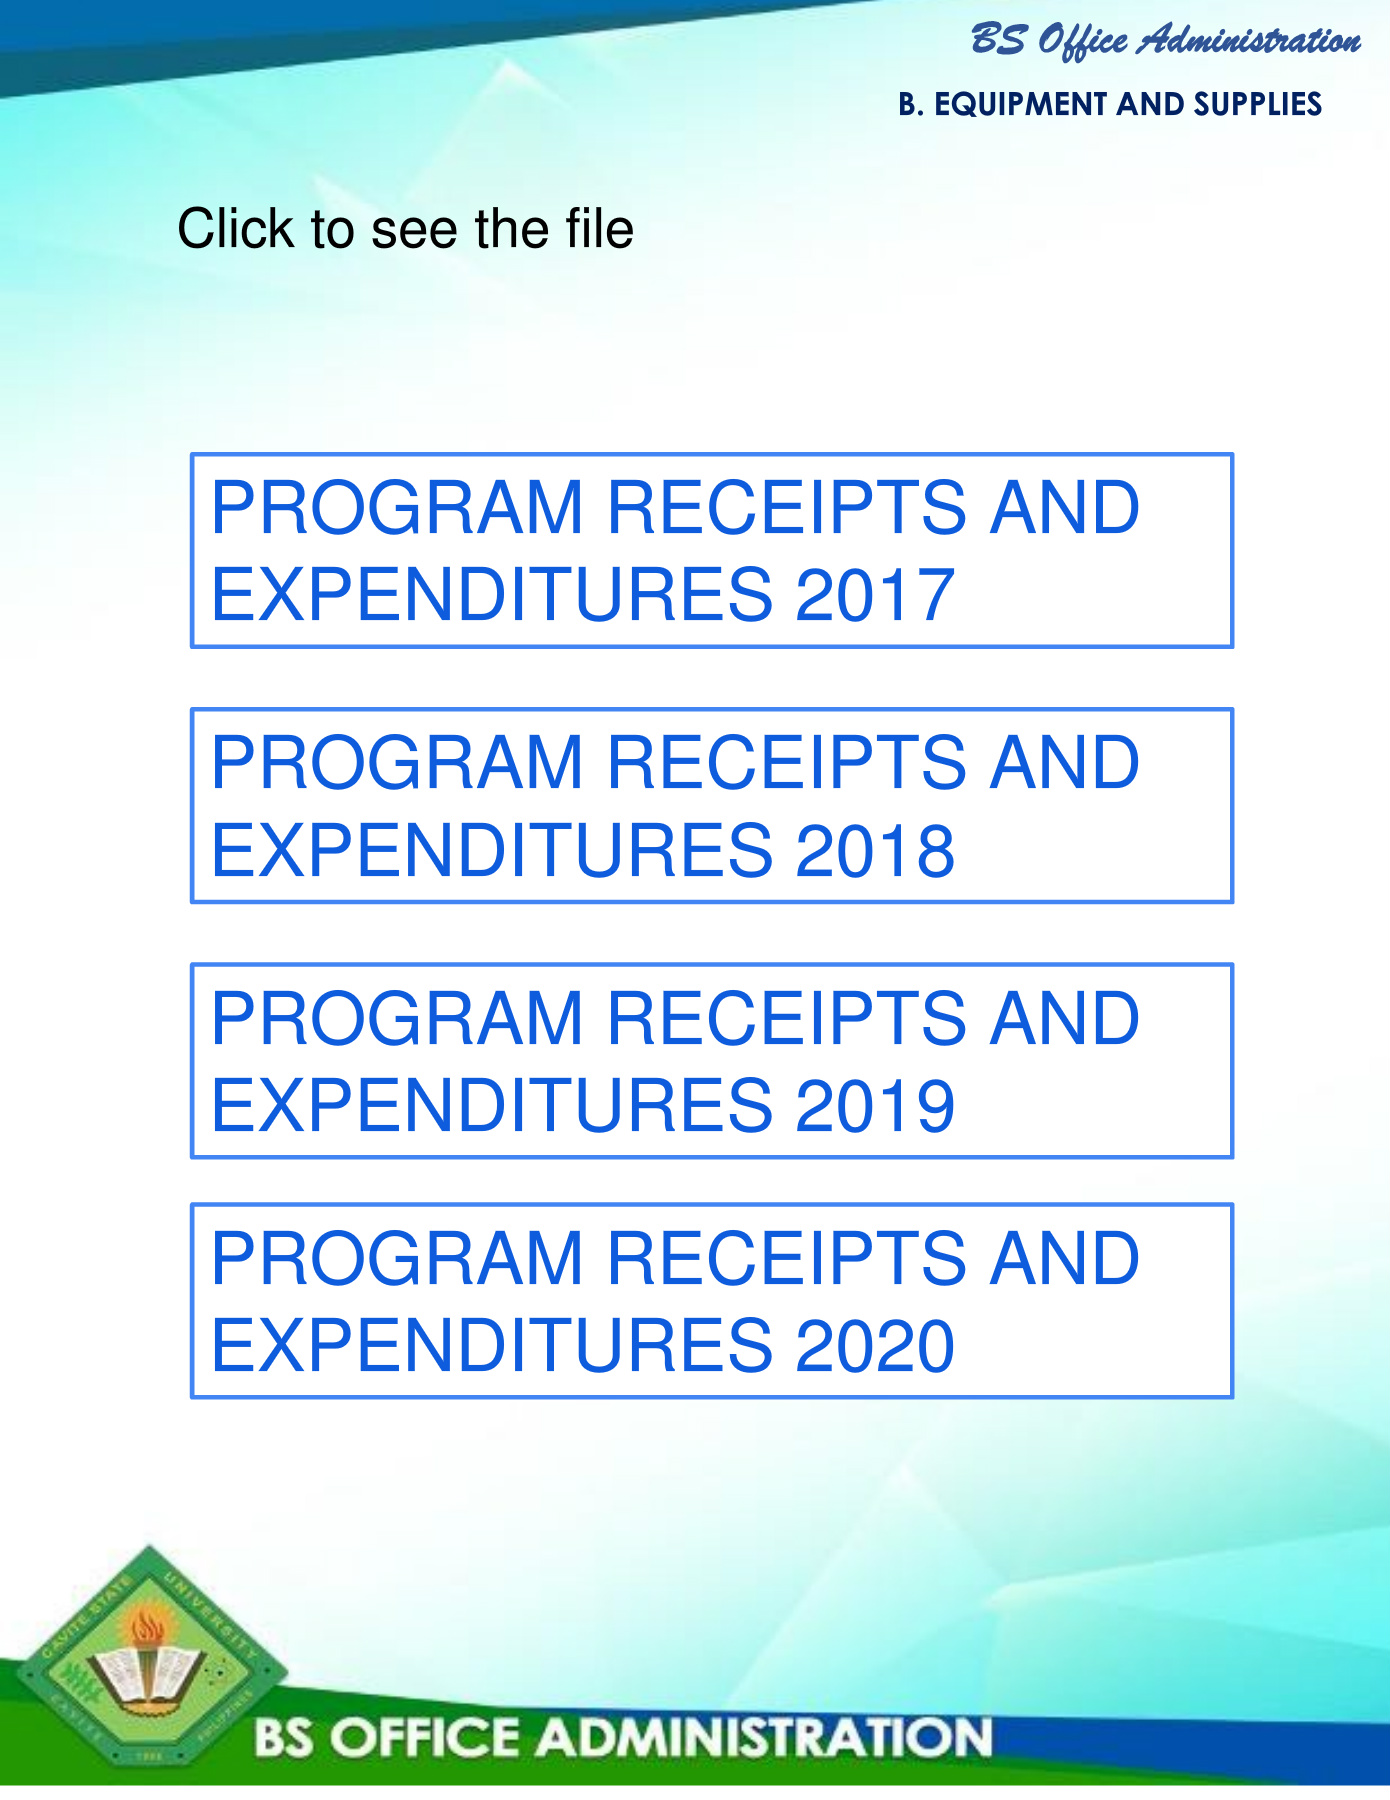 BS Office Administration
B. EQUIPMENT AND SUPPLIES
Click to see the file
PROGRAM RECEIPTS AND
EXPENDITURES 2017
PROGRAM RECEIPTS AND
EXPENDITURES 2018
PROGRAM RECEIPTS AND
EXPENDITURES 2019
PROGRAM RECEIPTS AND
EXPENDITURES 2020
CAVITE STATE UNIVERSITY
CAVITE
PHILIPPINES
1906
BS OFFICE ADMINISTRATION